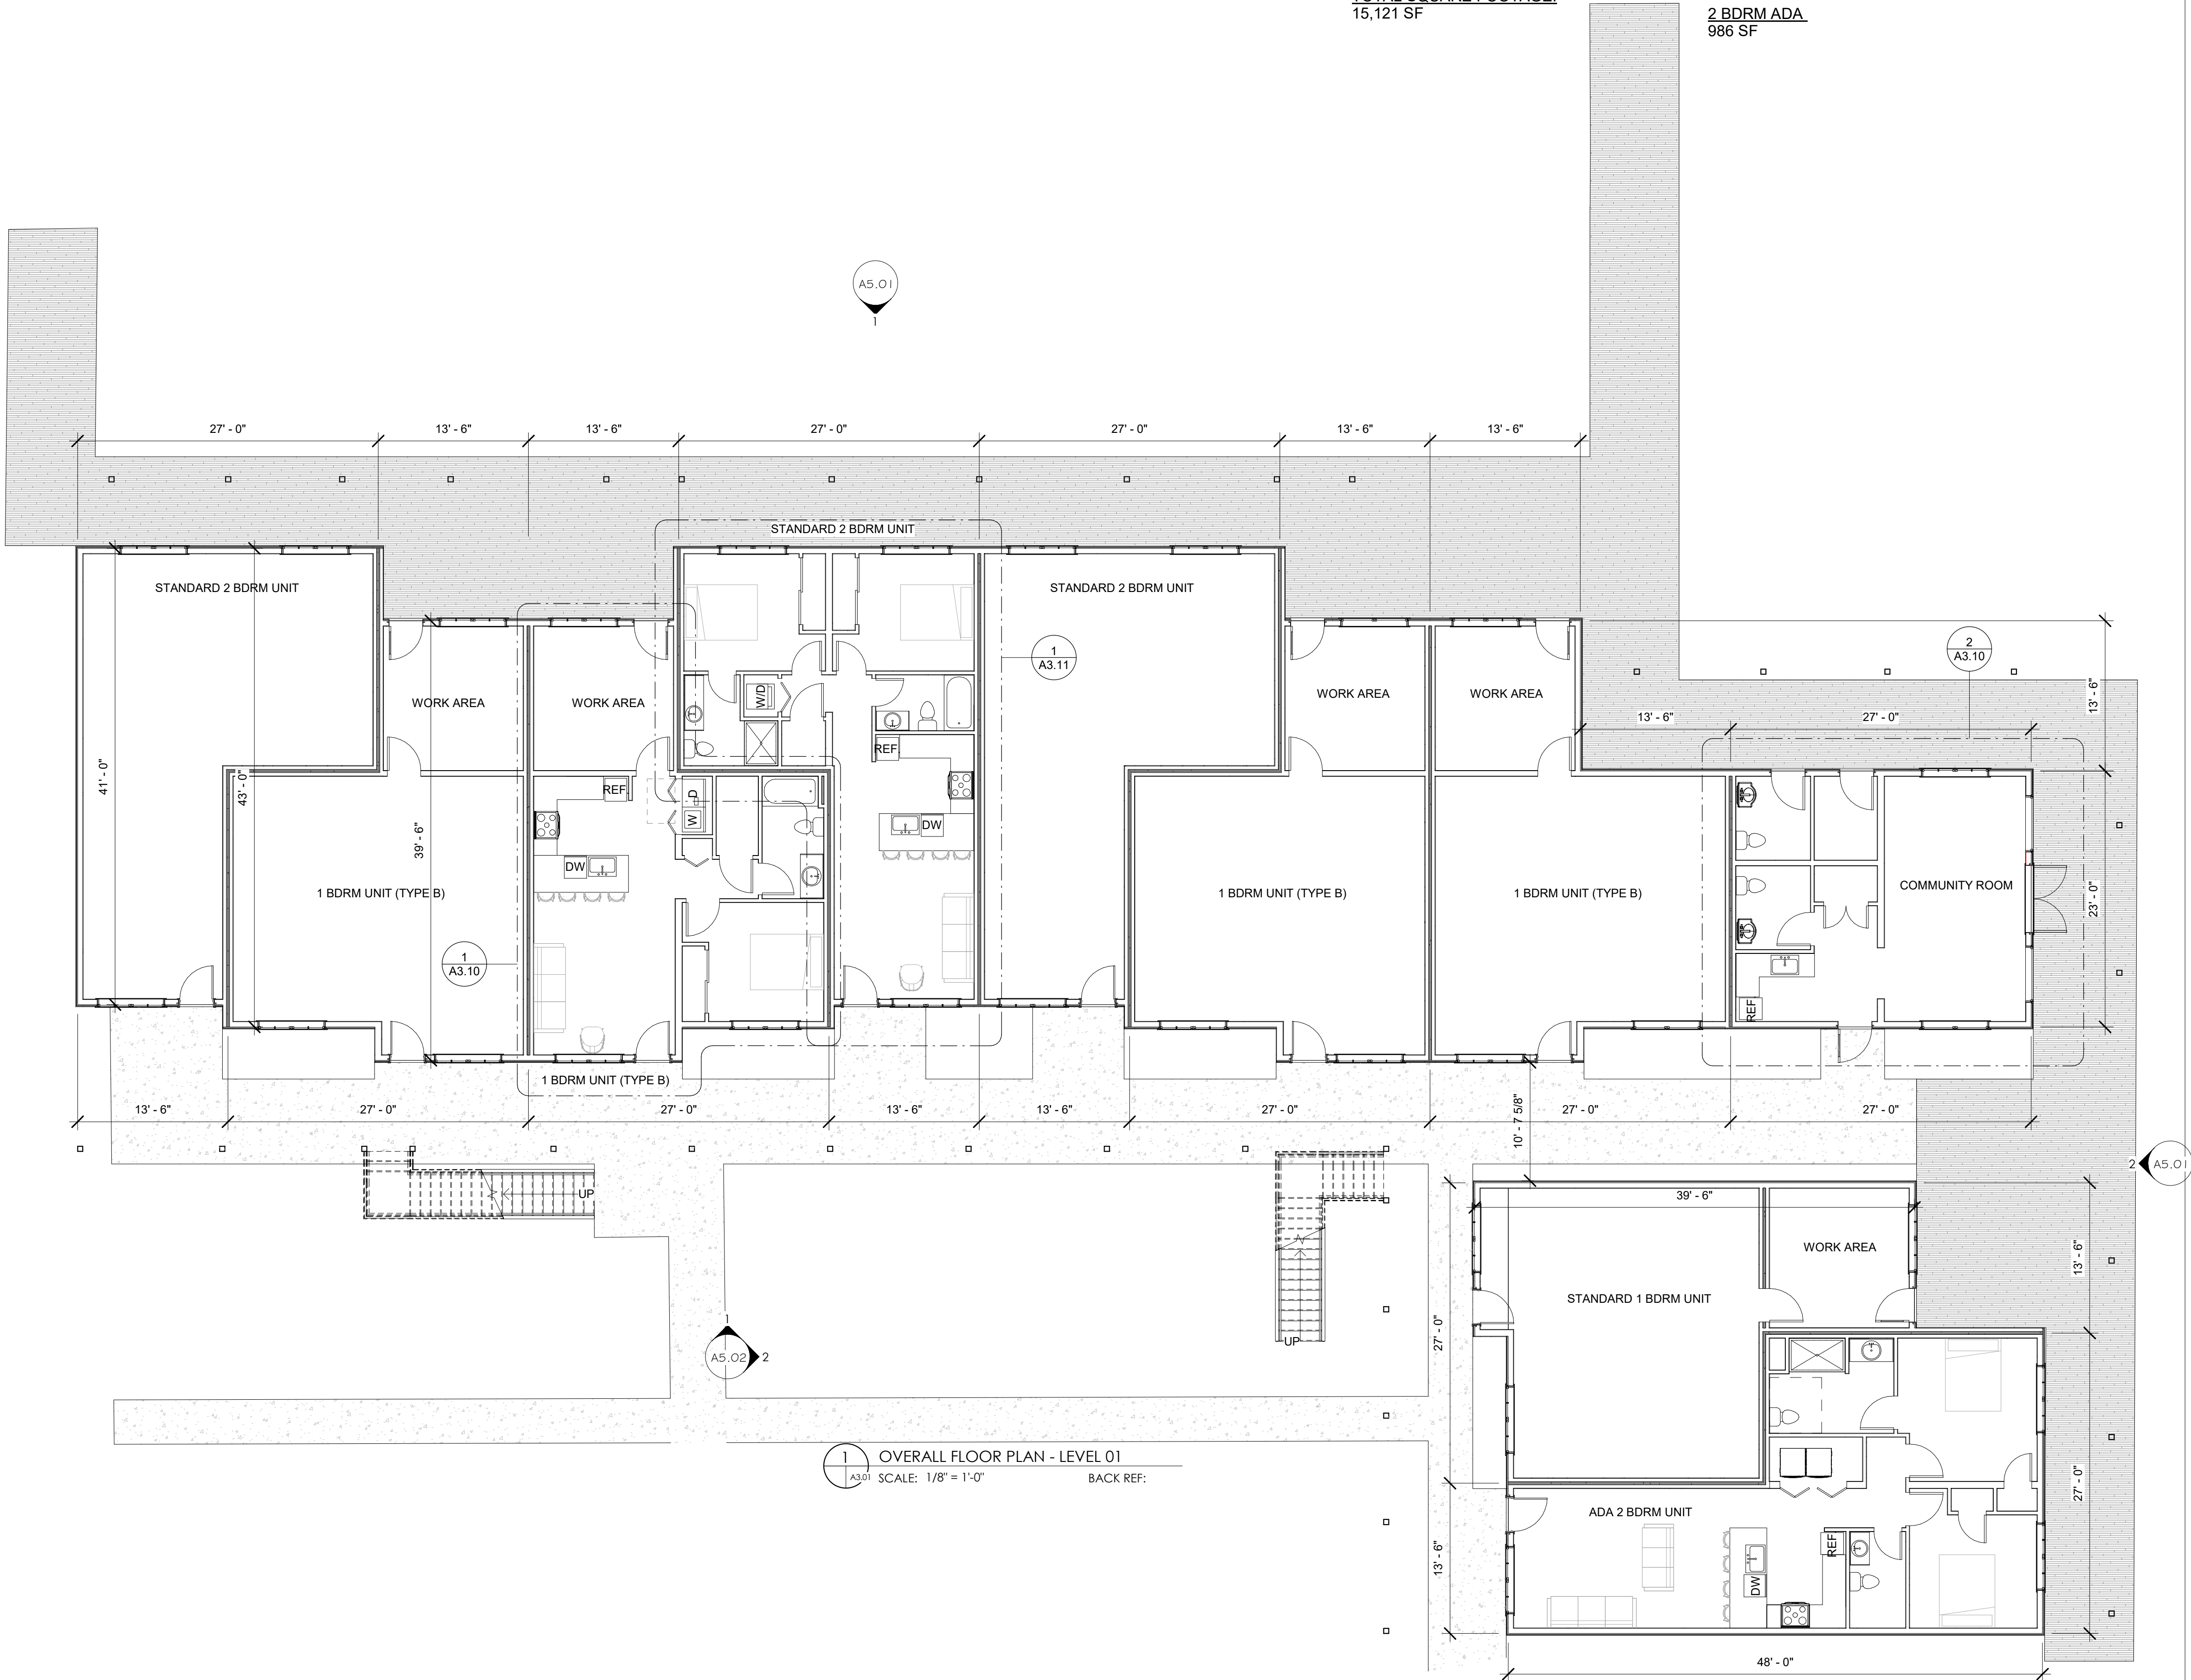 15,121 SF
2 BDRM ADA
986 SF
A5.01
1
27' - 0"
13' - 6"
13' - 6"
27' - 0"
27' - 0"
13' - 6"
13' - 6"
STANDARD 2 BDRM UNIT
STANDARD 2 BDRM UNIT
STANDARD 2 BDRM UNIT
1
A3.11
2
A3.10
WORK AREA
WORK AREA
WORK AREA
WORK AREA
W/D
13' - 6"
13' - 6"
27' - 0"
REF.
41' - 0"
43' - 0"
39' - 6"
REF.
D
W
DW
DW
1 BDRM UNIT (TYPE B)
1 BDRM UNIT (TYPE B)
1 BDRM UNIT (TYPE B)
COMMUNITY ROOM
23' - 0"
1
A3.10
REF
1 BDRM UNIT (TYPE B)
13' - 6"
27' - 0"
27' - 0"
13' - 6"
13' - 6"
27' - 0"
27' - 0"
27' - 0"
10' - 7 5/8"
2
A5.01
UP
39' - 6"
WORK AREA
13' - 6"
STANDARD 1 BDRM UNIT
27' - 0"
UP
1
A5.02
2
1
A3.01
OVERALL FLOOR PLAN - LEVEL 01
SCALE: 1/8" = 1'-0"
BACK REF:
27' - 0"
ADA 2 BDRM UNIT
REF
DW
13' - 6"
48' - 0"